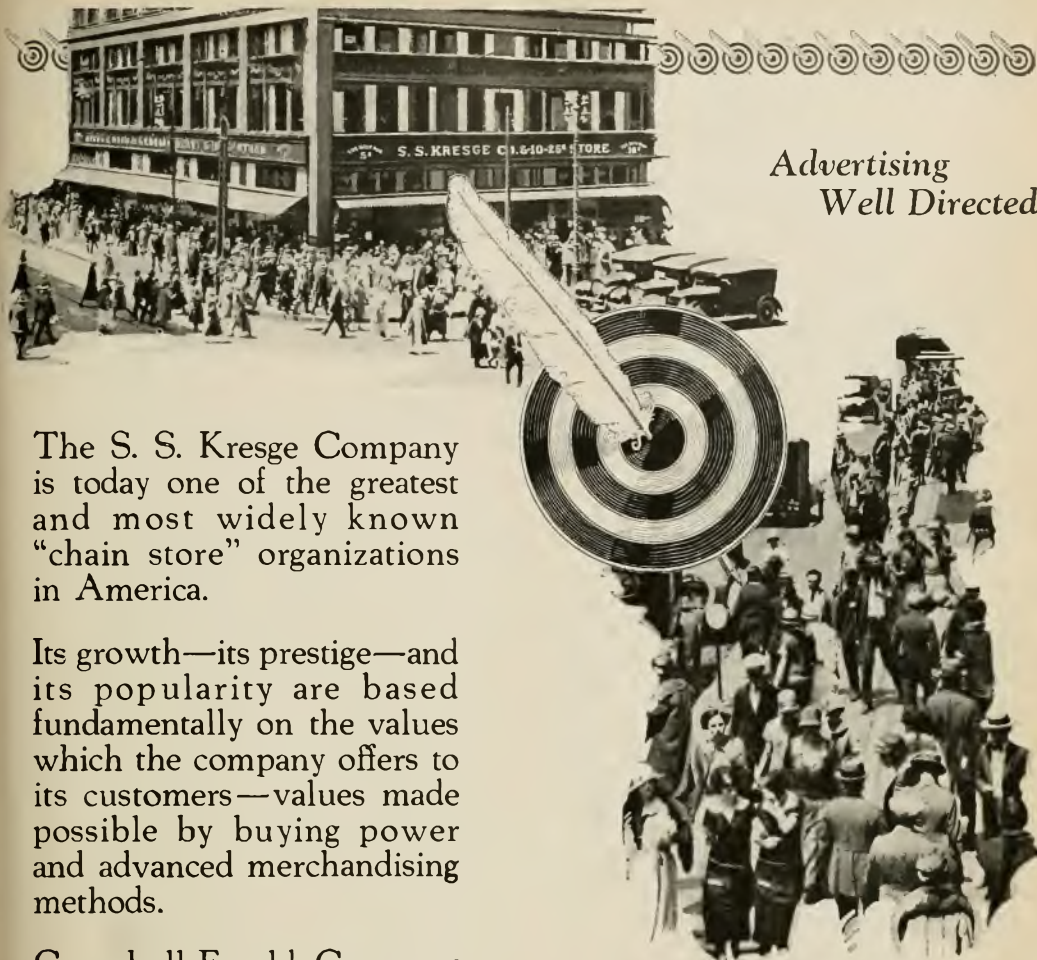 S. S. KRESGE CO. 5-10-25¢ STORE
Advertising
Well Directed
The S. S. Kresge Company
is today one of the greatest
and most widely known
“chain store” organizations
in America.
Its growth—its prestige—and
its popularity are based
fundamentally on the values
which the company offers to
its customers—values made
possible by buying power
and advanced merchandising
methods.